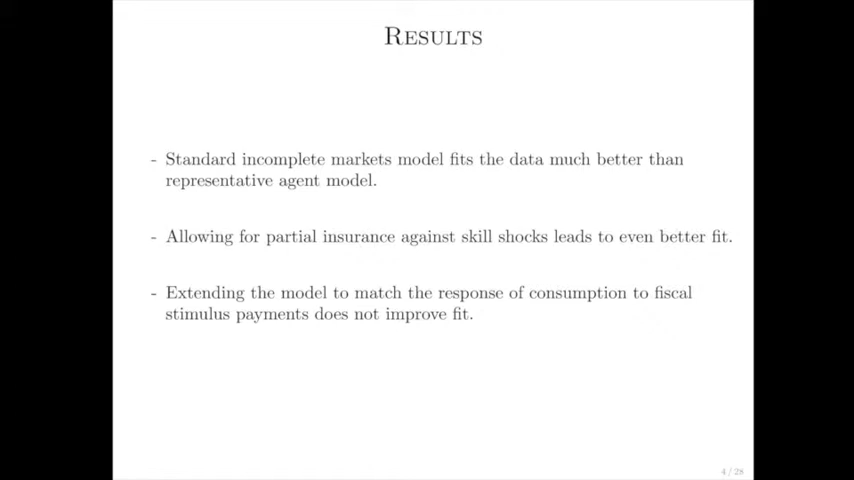 Results
- Standard incomplete markets model fits the data much better than
representative agent model.
- Allowing for partial insurance against skill shocks leads to even better fit.
- Extending the model to match the response of consumption to fiscal
stimulus payments does not improve fit.
4 / 28